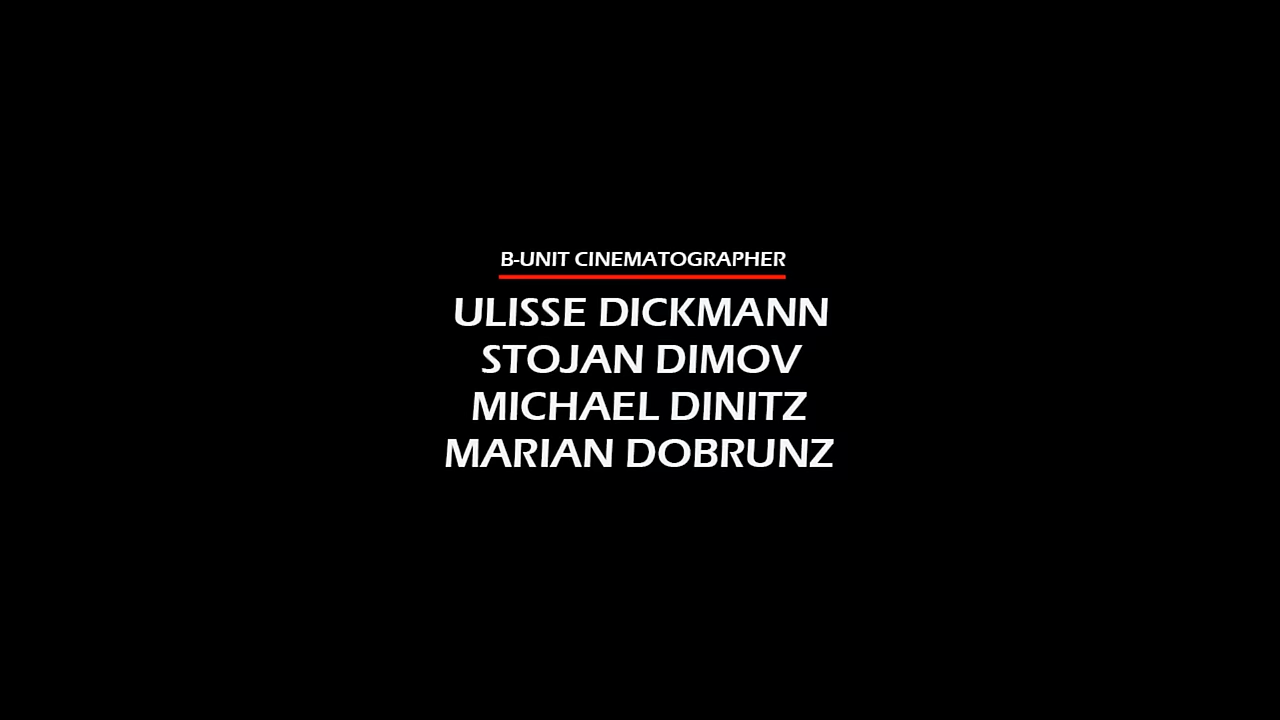 B-UNIT CINEMATOGRAPHER
ULISSE DICKMANN
STOJAN DIMOV
MICHAEL DINITZ
MARIAN DOBRUNZ